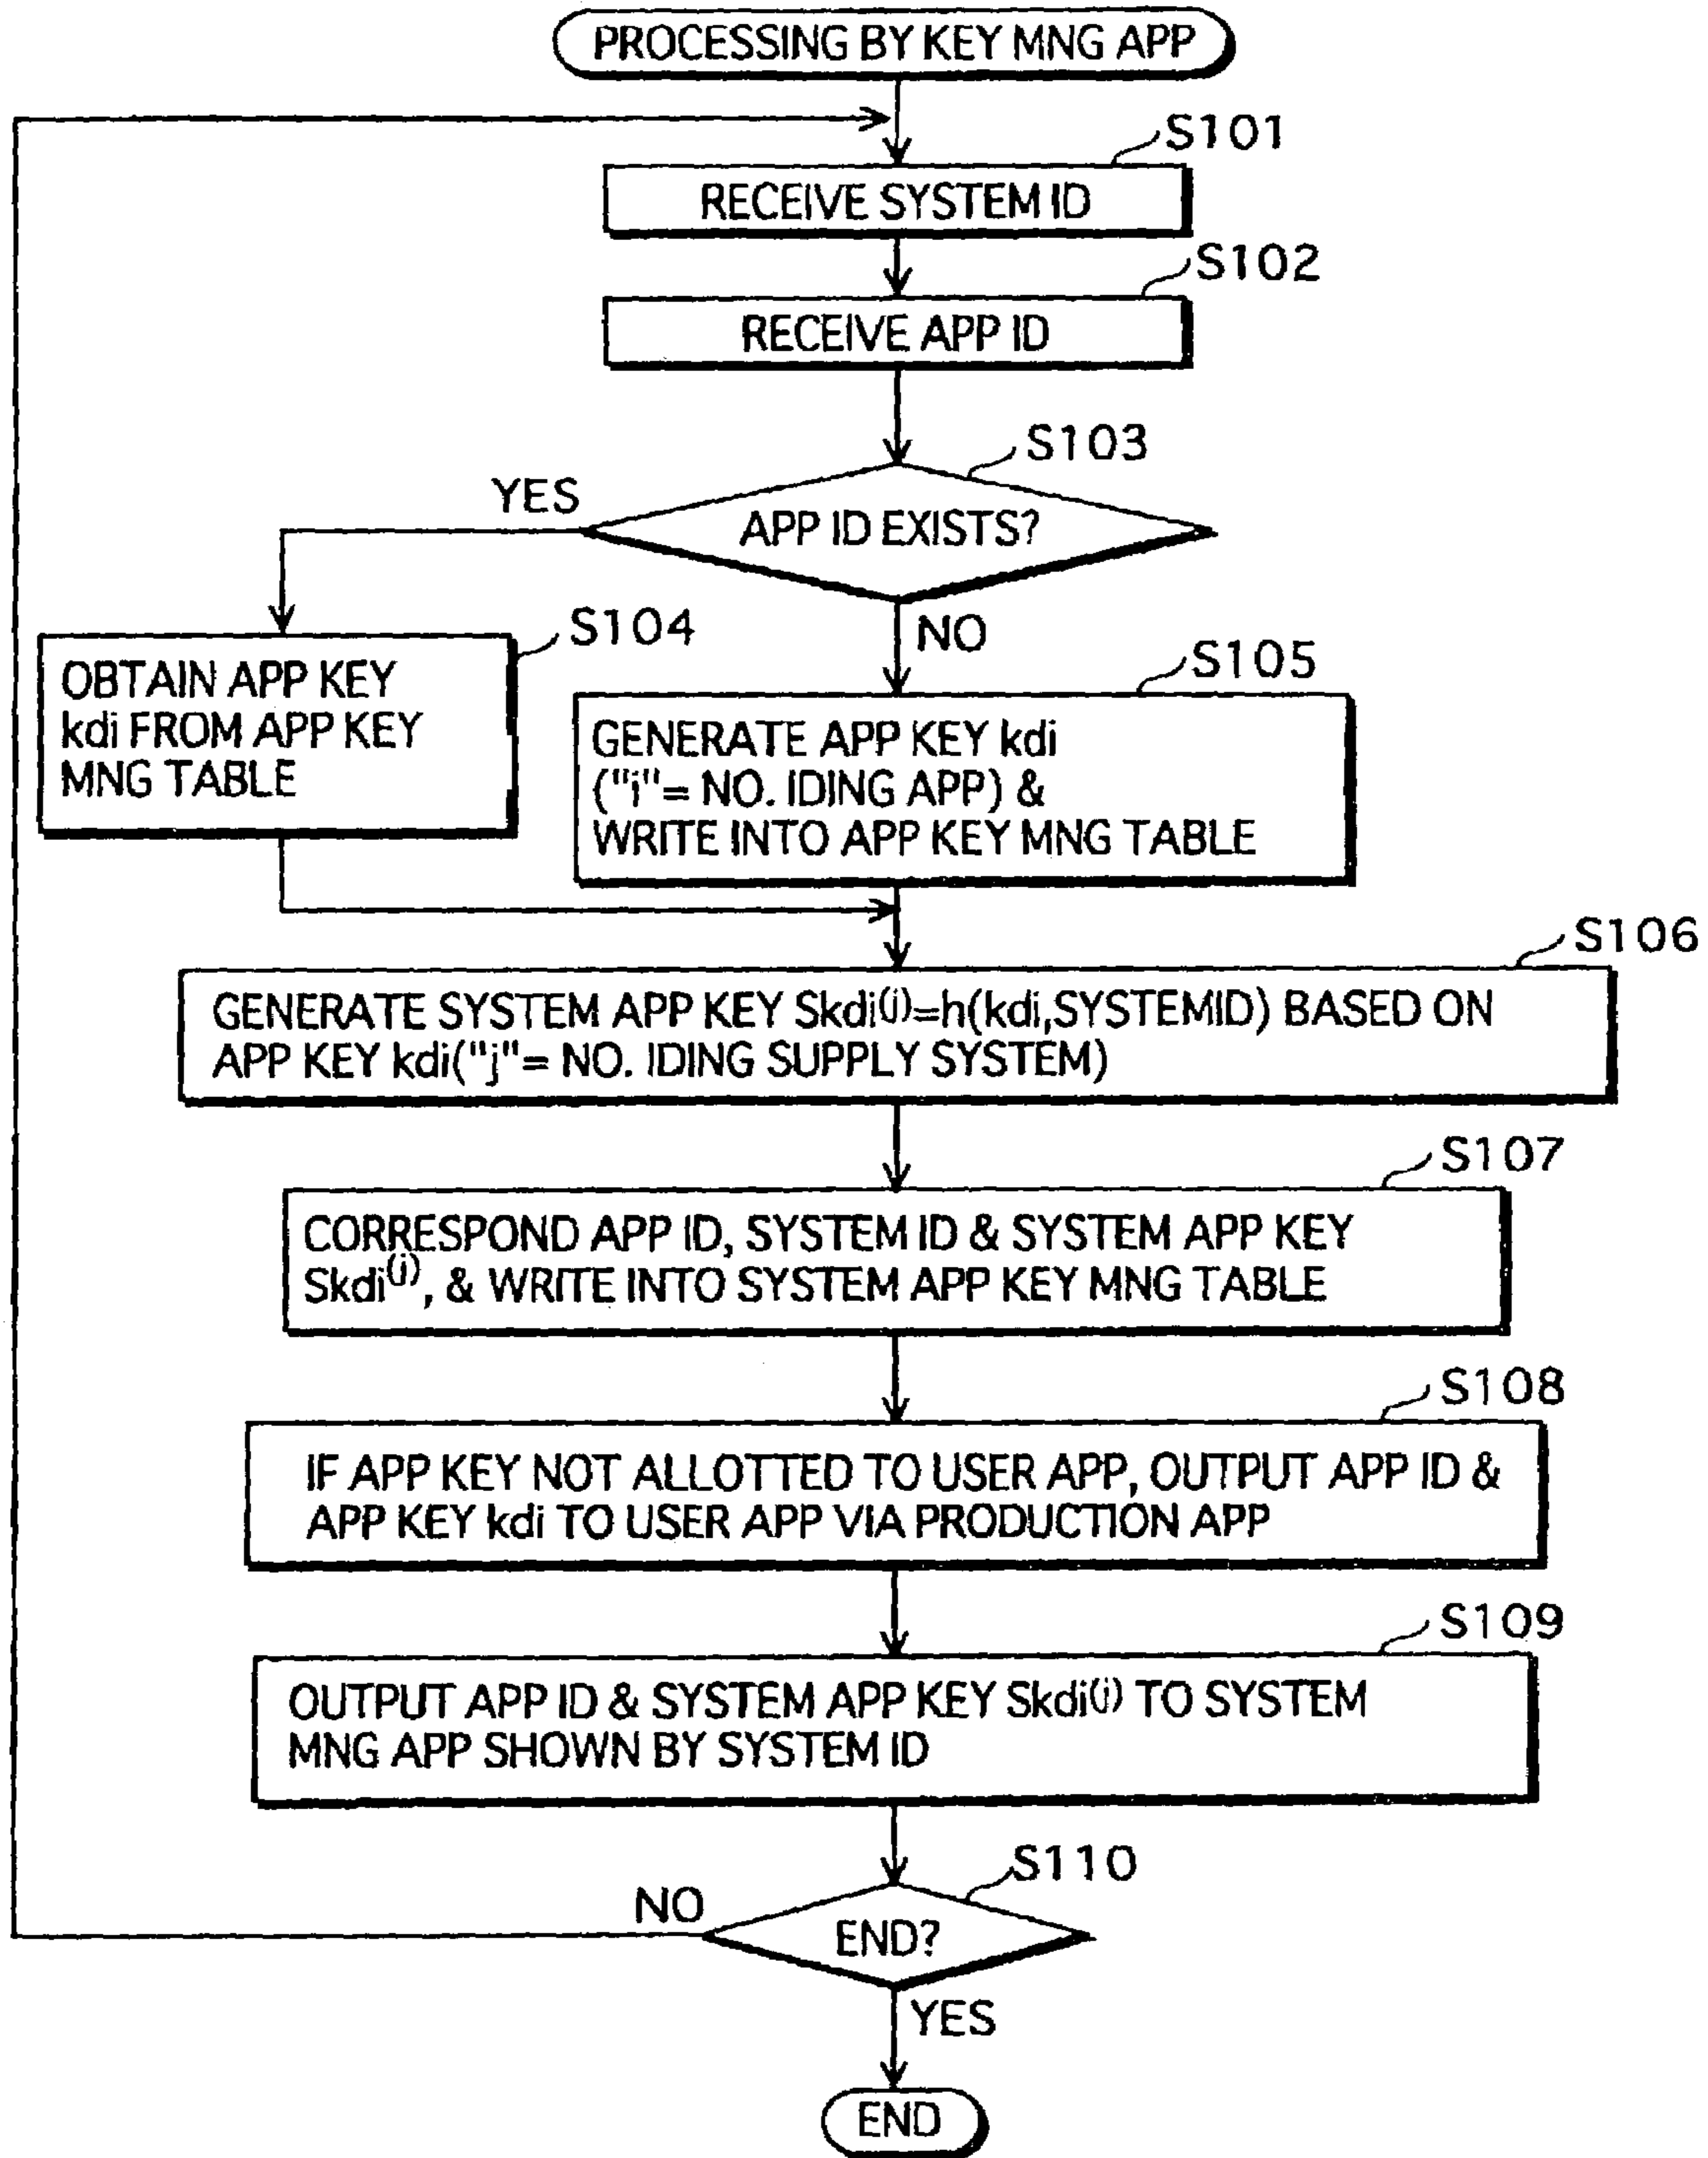 PROCESSING BY KEY MNG APP
S101
RECEIVE SYSTEM ID
S102
RECEIVE APP ID
S103
YES
APP ID EXISTS?
NO
S104
OBTAIN APP KEY
kdi FROM APP KEY
MNG TABLE
S105
GENERATE APP KEY kdi
("i"= NO. IDING APP) &
WRITE INTO APP KEY MNG TABLE
S106
GENERATE SYSTEM APP KEY Skdi(j)=h(kdi,SYSTEMID) BASED ON
APP KEY kdi("j"= NO. IDING SUPPLY SYSTEM)
S107
CORRESPOND APP ID, SYSTEM ID & SYSTEM APP KEY
Skdi(j), & WRITE INTO SYSTEM APP KEY MNG TABLE
S108
IF APP KEY NOT ALLOTTED TO USER APP, OUTPUT APP ID &
APP KEY kdi TO USER APP VIA PRODUCTION APP
S109
OUTPUT APP ID & SYSTEM APP KEY Skdi(j) TO SYSTEM
MNG APP SHOWN BY SYSTEM ID
S110
NO
END?
YES
END